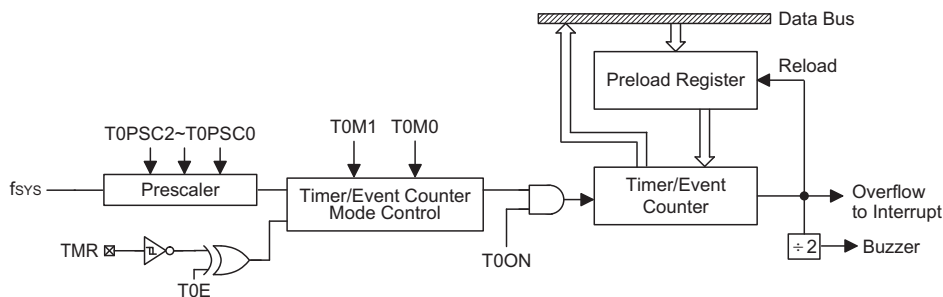 Data Bus
Preload Register
Reload
T0PSC2~T0PSC0
T0M1
T0M0
fSYS
Prescaler
Timer/Event Counter
Mode Control
Timer/Event
Counter
Overflow
to Interrupt
TMR
T0E
T0ON
÷2
Buzzer